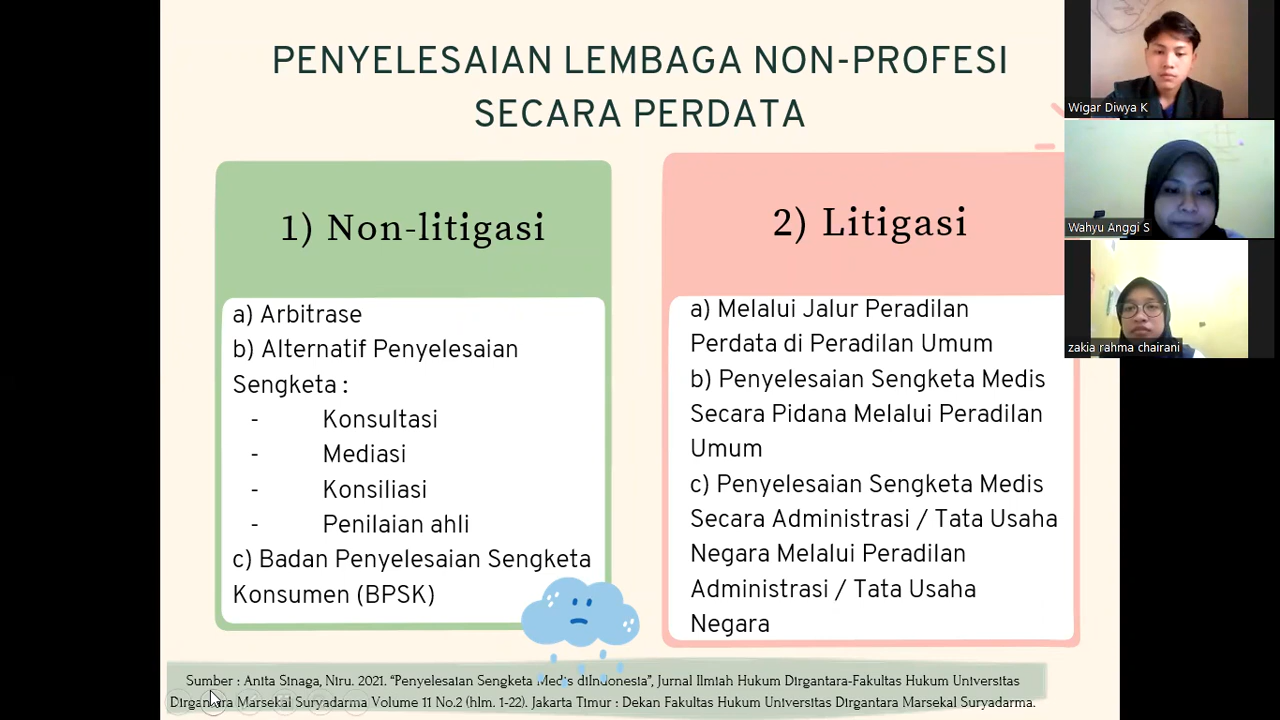 PENYELESAIAN LEMBAGA NON-PROFESI
SECARA PERDATA
1) Non-litigasi
a) Arbitrase
b) Alternatif Penyelesaian
Sengketa :
- Konsultasi
- Mediasi
- Konsiliasi
- Penilaian ahli
c) Badan Penyelesaian Sengketa
Konsumen (BPSK)
2) Litigasi
a) Melalui Jalur Peradilan
Perdata di Peradilan Umum
b) Penyelesaian Sengketa Medis
Secara Pidana Melalui Peradilan
Umum
c) Penyelesaian Sengketa Medis
Secara Administrasi / Tata Usaha
Negara Melalui Peradilan
Administrasi / Tata Usaha
Negara
Sumber : Anita Sinaga, Niru. 2021. “Penyelesaian Sengketa Medis diIndonesia”, Jurnal Ilmiah Hukum Dirgantara-Fakultas Hukum Universitas
Dirgantara Marsekal Suryadarma Volume 11 No.2 (hlm. 1-22). Jakarta Timur : Dekan Fakultas Hukum Universitas Dirgantara Marsekal Suryadarma.
Wigar Diwya K
Wahyu Anggi S
zakia rahma chairani